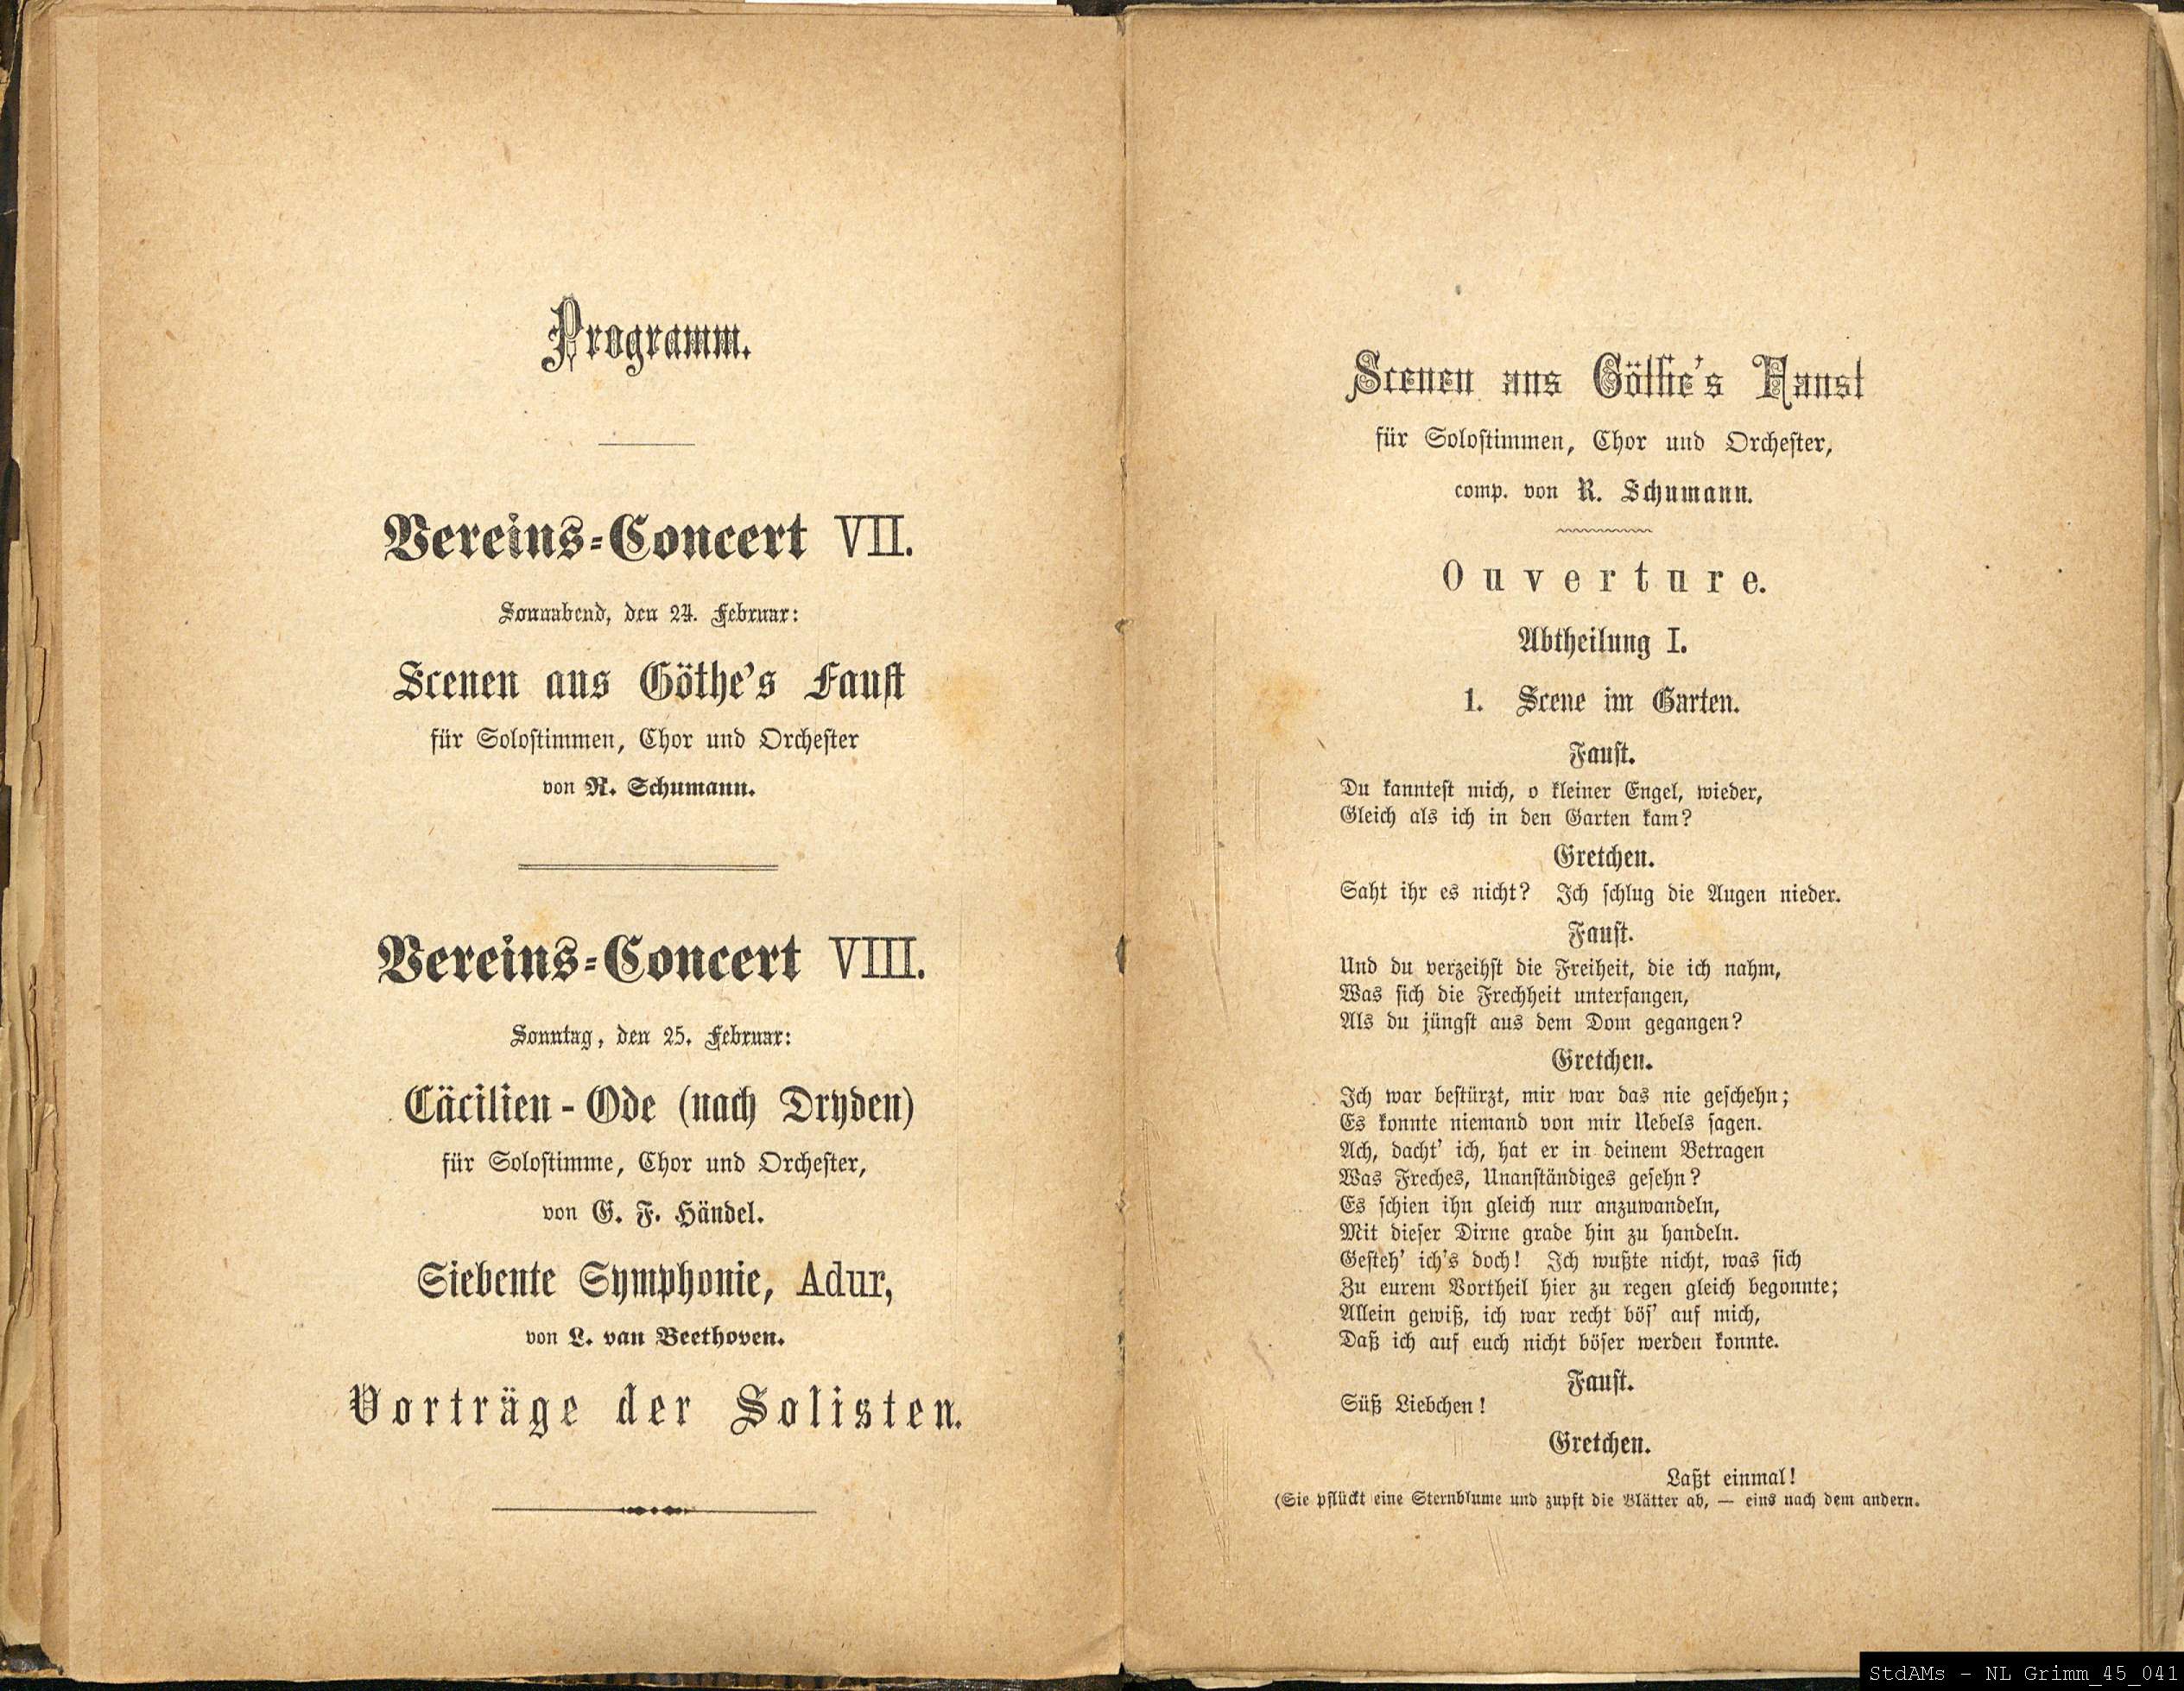 Programm.
Vereins-Concert VII.
Sonnabend, den 24. Februar:
Scenen aus Göthe's Faust
für Solostimmen, Chor und Orchester
von R. Schumann.
Vereins-Concert VIII.
Sonntag, den 25. Februar:
Cäcilien-Ode (nach Dryden)
für Solostimme, Chor und Orchester,
von G. F. Händel.
Siebente Symphonie, Adur,
von L. van Beethoven.
Vorträge der Solisten.
Scenen aus Göthe's Faust
für Solostimmen, Chor und Orchester,
comp. von R. Schumann.
Ouverture.
Abtheilung I.
1. Scene im Garten.
Faust.
Du kanntest mich, o kleiner Engel, wieder,
Gleich als ich in den Garten kam?
Gretchen.
Saht ihr es nicht? Ich schlug die Augen nieder.
Faust.
Und du verzeihst die Freiheit, die ich nahm,
Was sich die Frechheit unterfangen,
Als du jüngst aus dem Dom gegangen?
Gretchen.
Ich war bestürzt, mir war das nie geschehn;
Es konnte niemand von mir Uebels sagen.
Ach, dacht' ich, hat er in deinem Betragen
Was Freches, Unanständiges gesehn?
Es schien ihn gleich nur anzuwandeln,
Mit dieser Dirne grade hin zu handeln.
Gesteh' ich's doch! Ich wußte nicht, was sich
Zu eurem Vortheil hier zu regen gleich begonnte;
Allein gewiß, ich war recht bös' auf mich,
Daß ich auf euch nicht böser werden konnte.
Faust.
Süß Liebchen!
Gretchen.
Laßt einmal!
(Sie pflückt eine Sternblume und zupft die Blätter ab, — eins nach dem andern.
StdAMs - NL Grimm_45_041